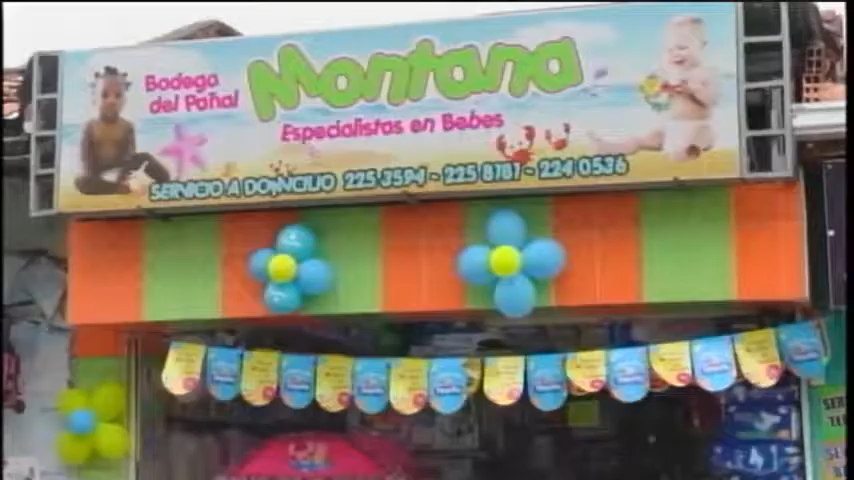 Bodega
del Pañal
Montana
Especialistas en Bebes
SERVICIO A DOMICILIO 225 3594 - 225 8787 - 224 0536